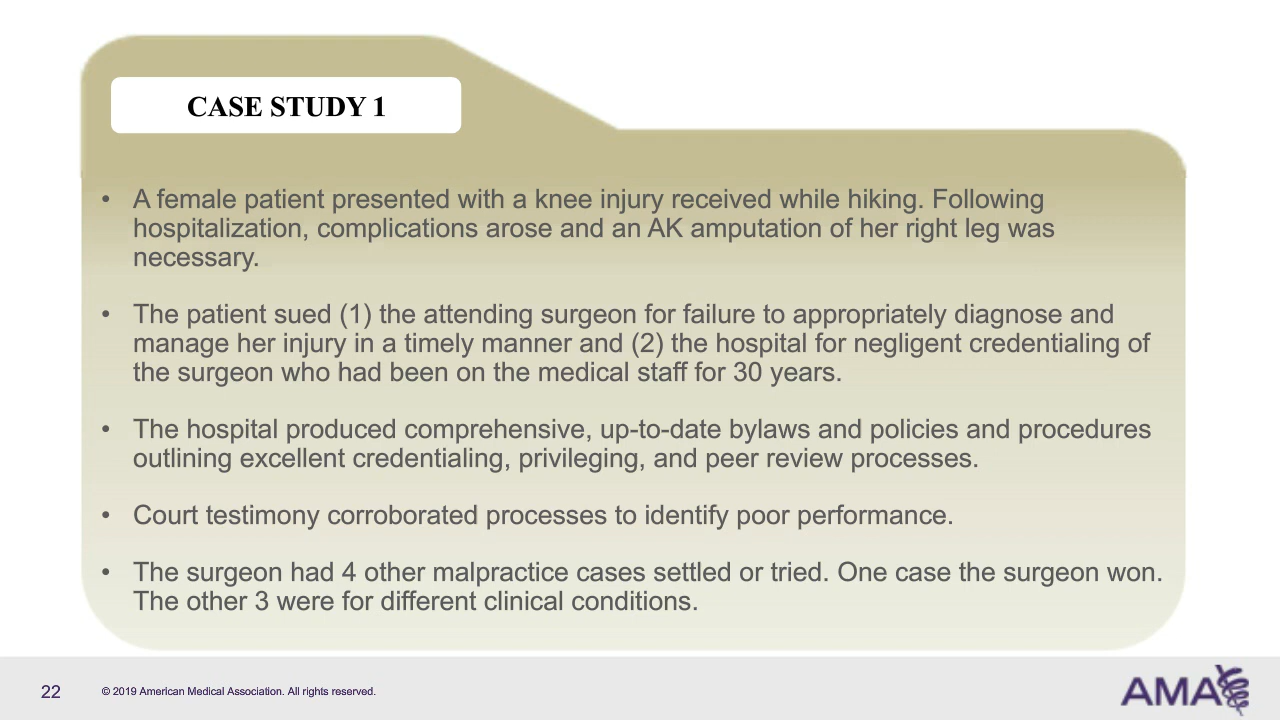 CASE STUDY 1
• A female patient presented with a knee injury received while hiking. Following
hospitalization, complications arose and an AK amputation of her right leg was
necessary.
• The patient sued (1) the attending surgeon for failure to appropriately diagnose and
manage her injury in a timely manner and (2) the hospital for negligent credentialing of
the surgeon who had been on the medical staff for 30 years.
• The hospital produced comprehensive, up-to-date bylaws and policies and procedures
outlining excellent credentialing, privileging, and peer review processes.
• Court testimony corroborated processes to identify poor performance.
• The surgeon had 4 other malpractice cases settled or tried. One case the surgeon won.
The other 3 were for different clinical conditions.
22
© 2019 American Medical Association. All rights reserved.
AMA